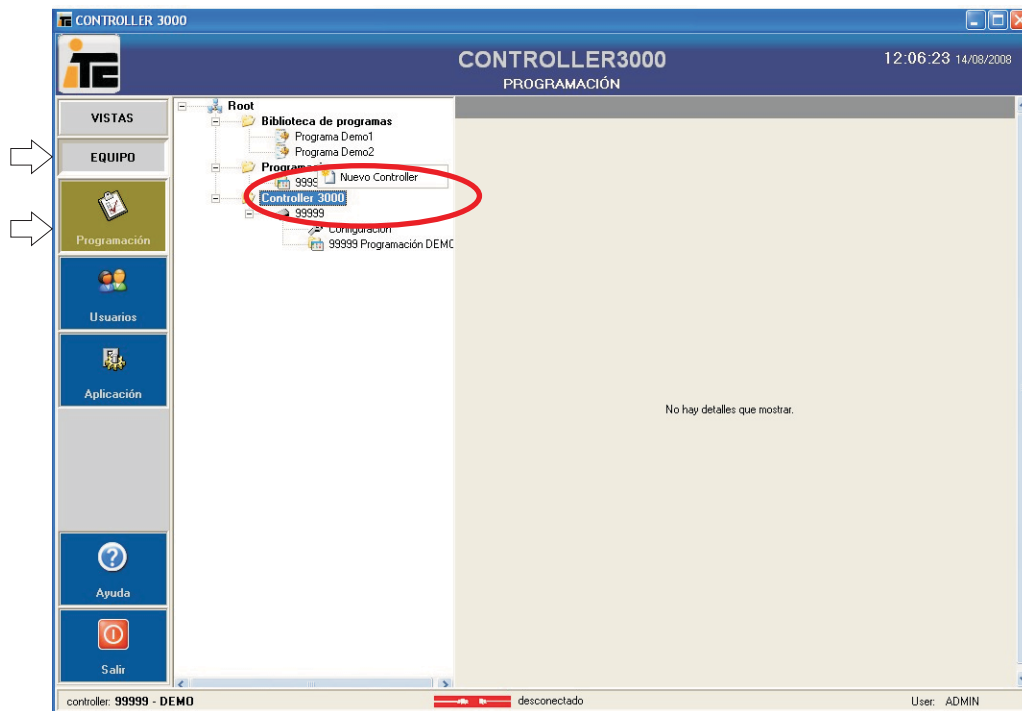 CONTROLLER 3000
iTC
CONTROLLER3000
PROGRAMACIÓN
12:06:23 14/08/2008
VISTAS
EQUIPO
Programación
Usuarios
Aplicación
Ayuda
Salir
Root
Biblioteca de programas
Programa Demo1
Programa Demo2
Nuevo Controller
Controller 3000
99999
Configuración
99999 Programación DEMO
No hay detalles que mostrar.
controller: 99999 - DEMO
desconectado
User: ADMIN